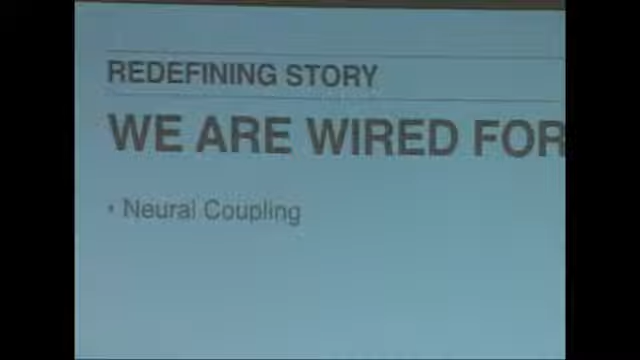 REDEFINING STORY
WE ARE WIRED FOR
• Neural Coupling